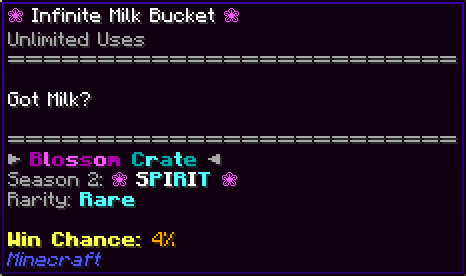 ❀ Infinite Milk Bucket ❀
Unlimited Uses
==============================
Got Milk?
==============================
► Blossom Crate ◄
Season 2: ❀ SPIRIT ❀
Rarity: Rare
Win Chance: 4%
Minecraft